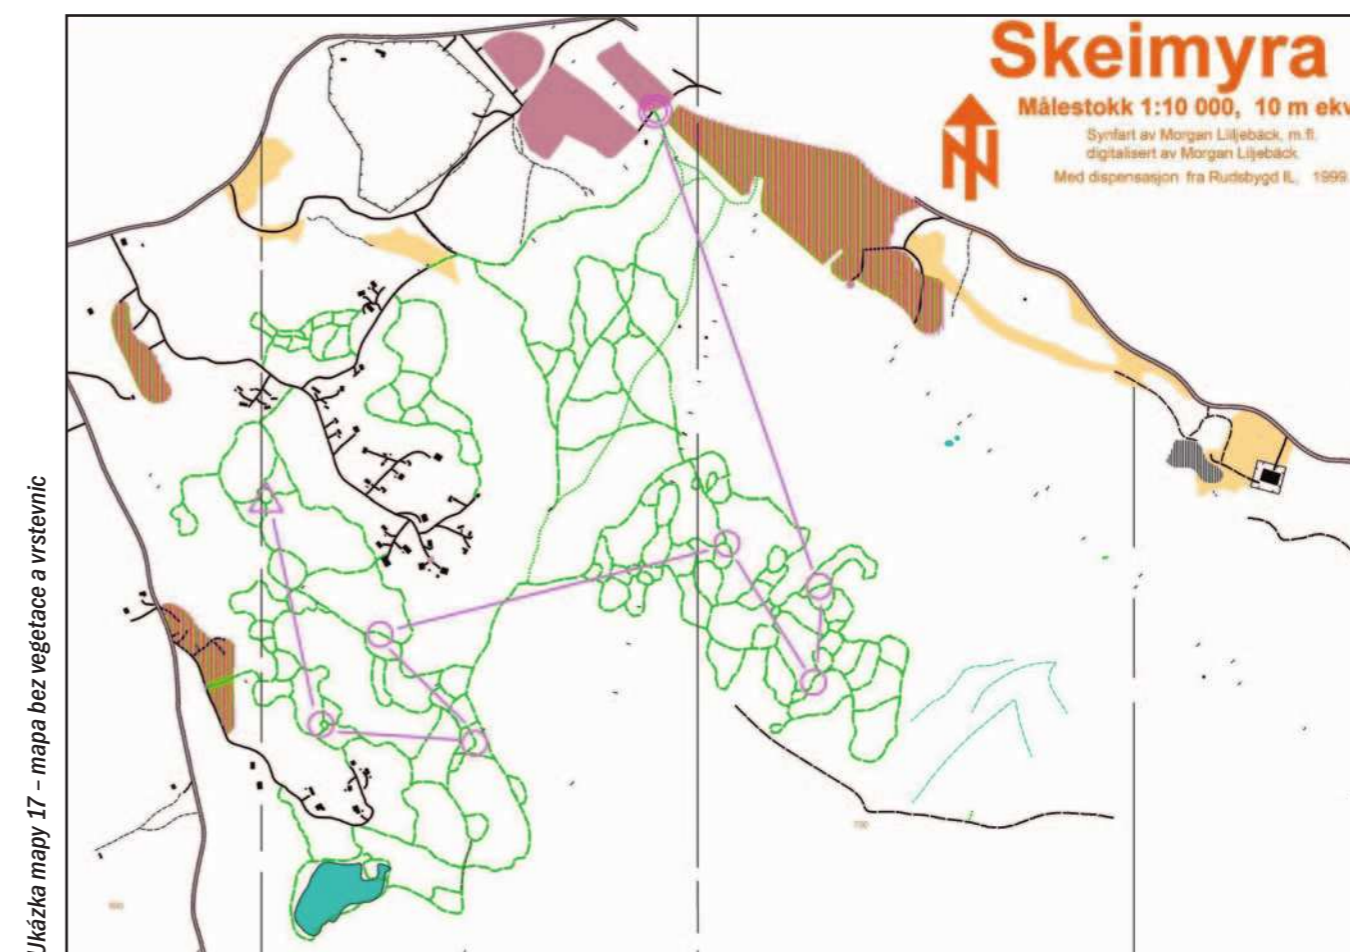 Ukázka mapy 17 – mapa bez vegetace a vrstevnic
Skeimyra
Målestokk 1:10 000, 10 m ekv
Synfart av Morgan Liljebäck, m.fl.
digitalisert av Morgan Liljebäck
Med dispensasjon fra Rudsbygd IL, 1999.